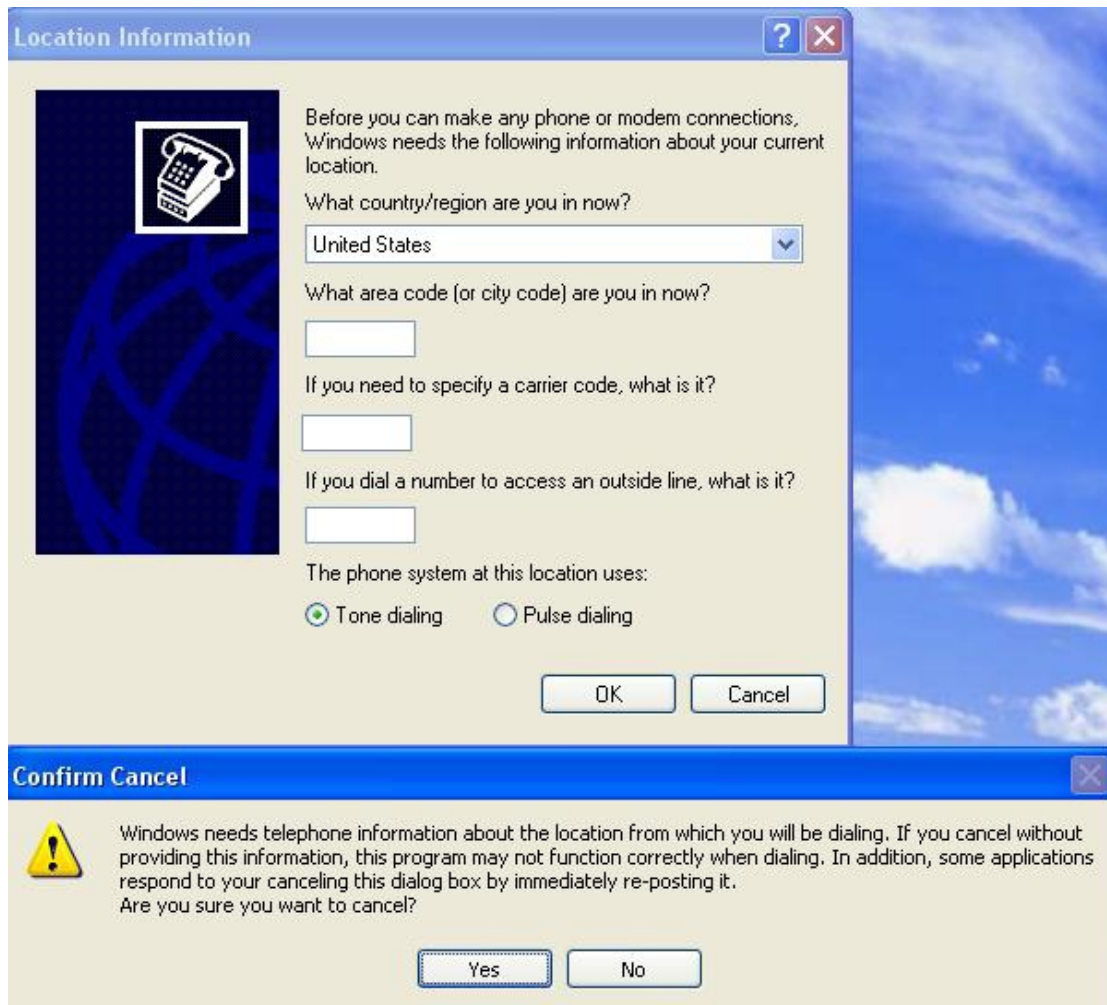 Location Information
Before you can make any phone or modem connections,
Windows needs the following information about your current
location.
What country/region are you in now?
United States
What area code (or city code) are you in now?
If you need to specify a carrier code, what is it?
If you dial a number to access an outside line, what is it?
The phone system at this location uses:
Tone dialing Pulse dialing
OK Cancel
Confirm Cancel
Windows needs telephone information about the location from which you will be dialing. If you cancel without
providing this information, this program may not function correctly when dialing. In addition, some applications
respond to your canceling this dialog box by immediately re-posting it.
Are you sure you want to cancel?
Yes No